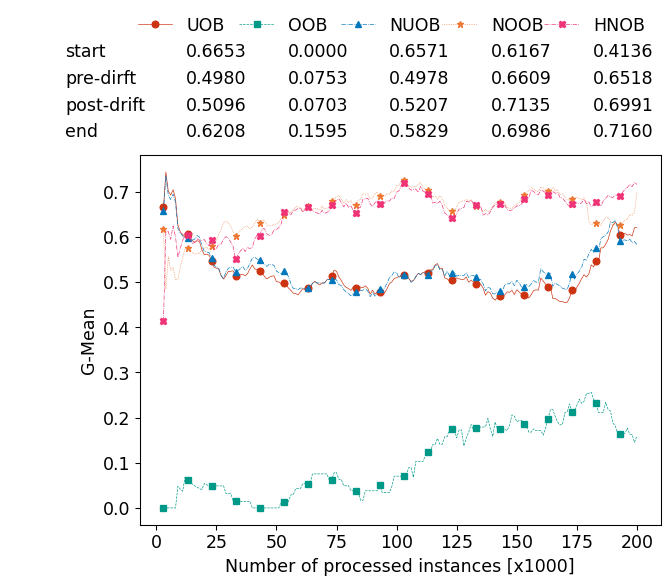 UOB OOB NUOB NOOB HNOB
start 0.6653 0.0000 0.6571 0.6167 0.4136
pre-dirft 0.4980 0.0753 0.4978 0.6609 0.6518
post-drift 0.5096 0.0703 0.5207 0.7135 0.6991
end 0.6208 0.1595 0.5829 0.6986 0.7160
0.7
0.6
0.5
0.4
0.3
0.2
0.1
0.0
G-Mean
0 25 50 75 100 125 150 175 200
Number of processed instances [x1000]